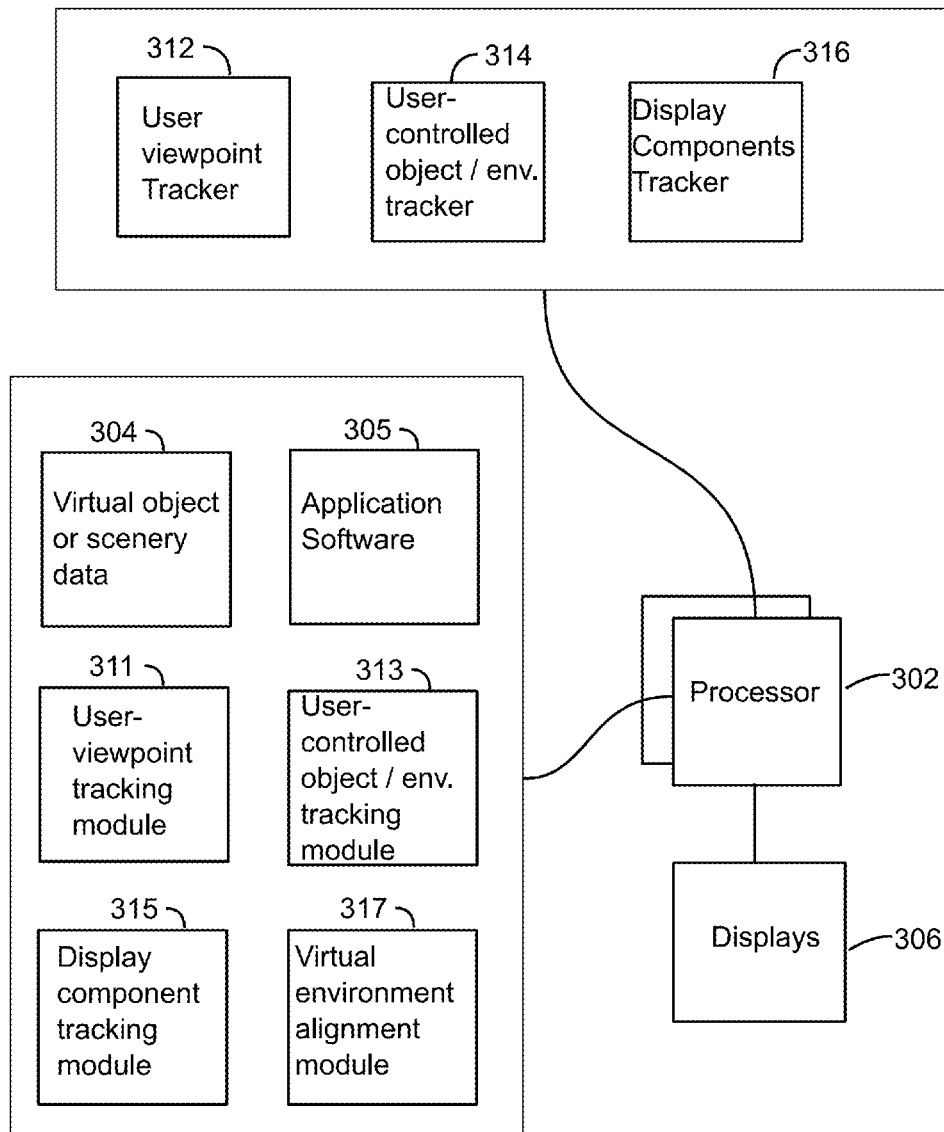 312
User
viewpoint
Tracker
314
User-
controlled
object / env.
tracker
316
Display
Components
Tracker
304
Virtual object
or scenery
data
305
Application
Software
311
User-
viewpoint
tracking
module
313
User-
controlled
object / env.
tracking
module
315
Display
component
tracking
module
317
Virtual
environment
alignment
module
Processor
302
Displays
306